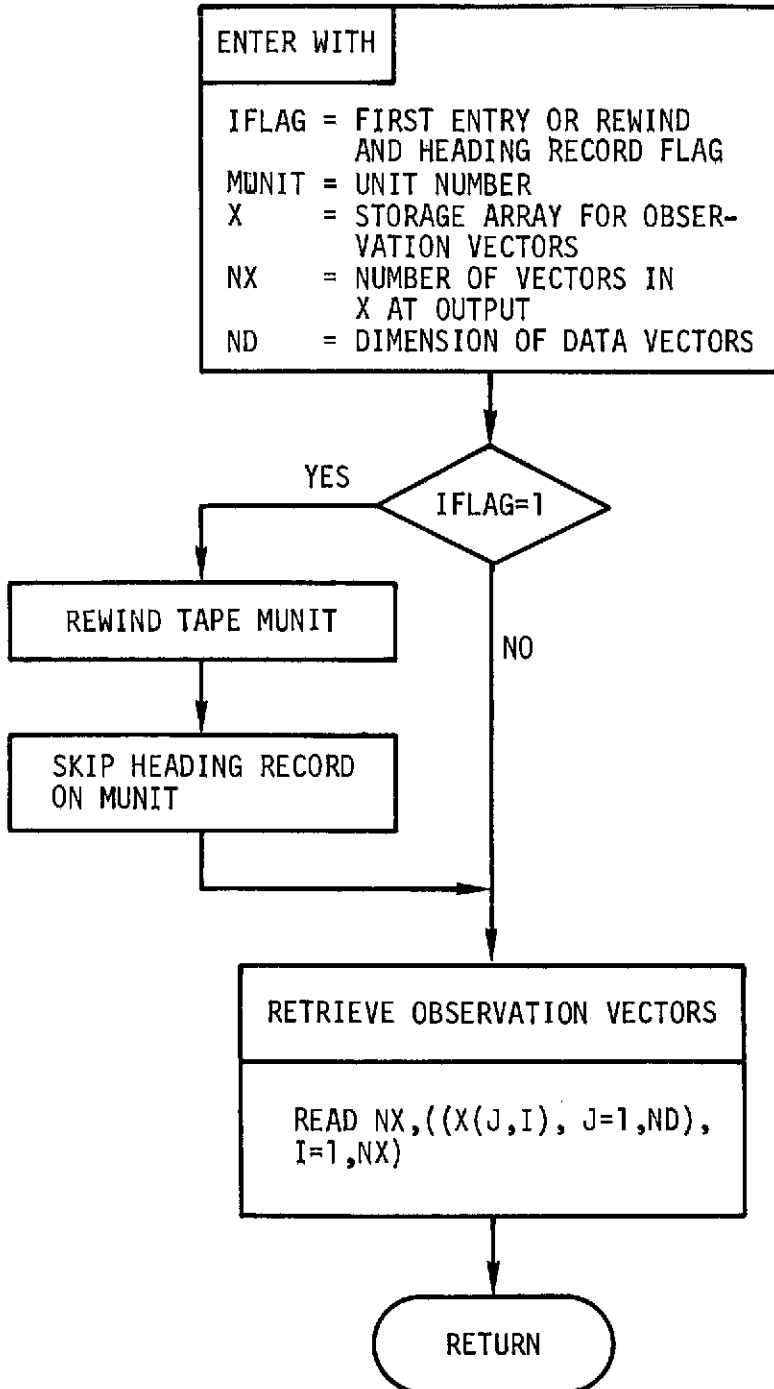 ENTER WITH
IFLAG = FIRST ENTRY OR REWIND
AND HEADING RECORD FLAG
MUNIT = UNIT NUMBER
X = STORAGE ARRAY FOR OBSER-
VATION VECTORS
NX = NUMBER OF VECTORS IN
X AT OUTPUT
ND = DIMENSION OF DATA VECTORS
IFLAG=1
YES
NO
REWIND TAPE MUNIT
SKIP HEADING RECORD
ON MUNIT
RETRIEVE OBSERVATION VECTORS
READ NX,((X(J,I), J=1,ND),
I=1,NX)
RETURN